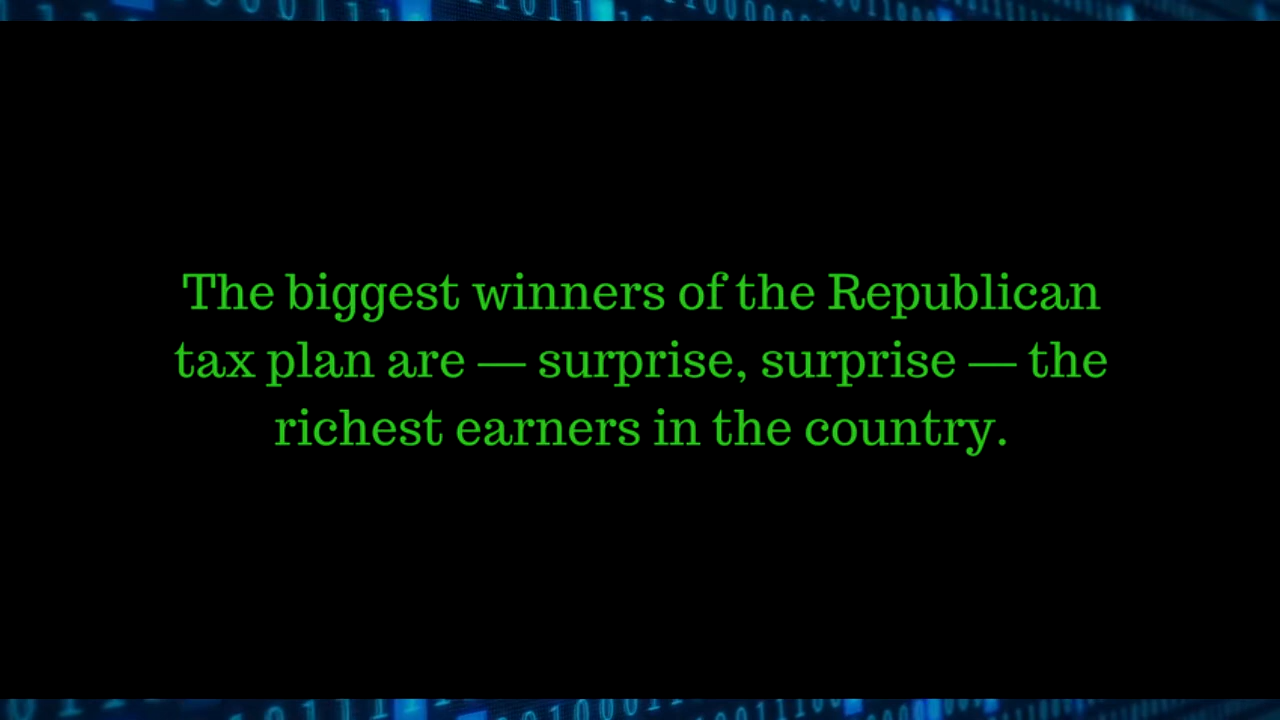 The biggest winners of the Republican
tax plan are — surprise, surprise — the
richest earners in the country.